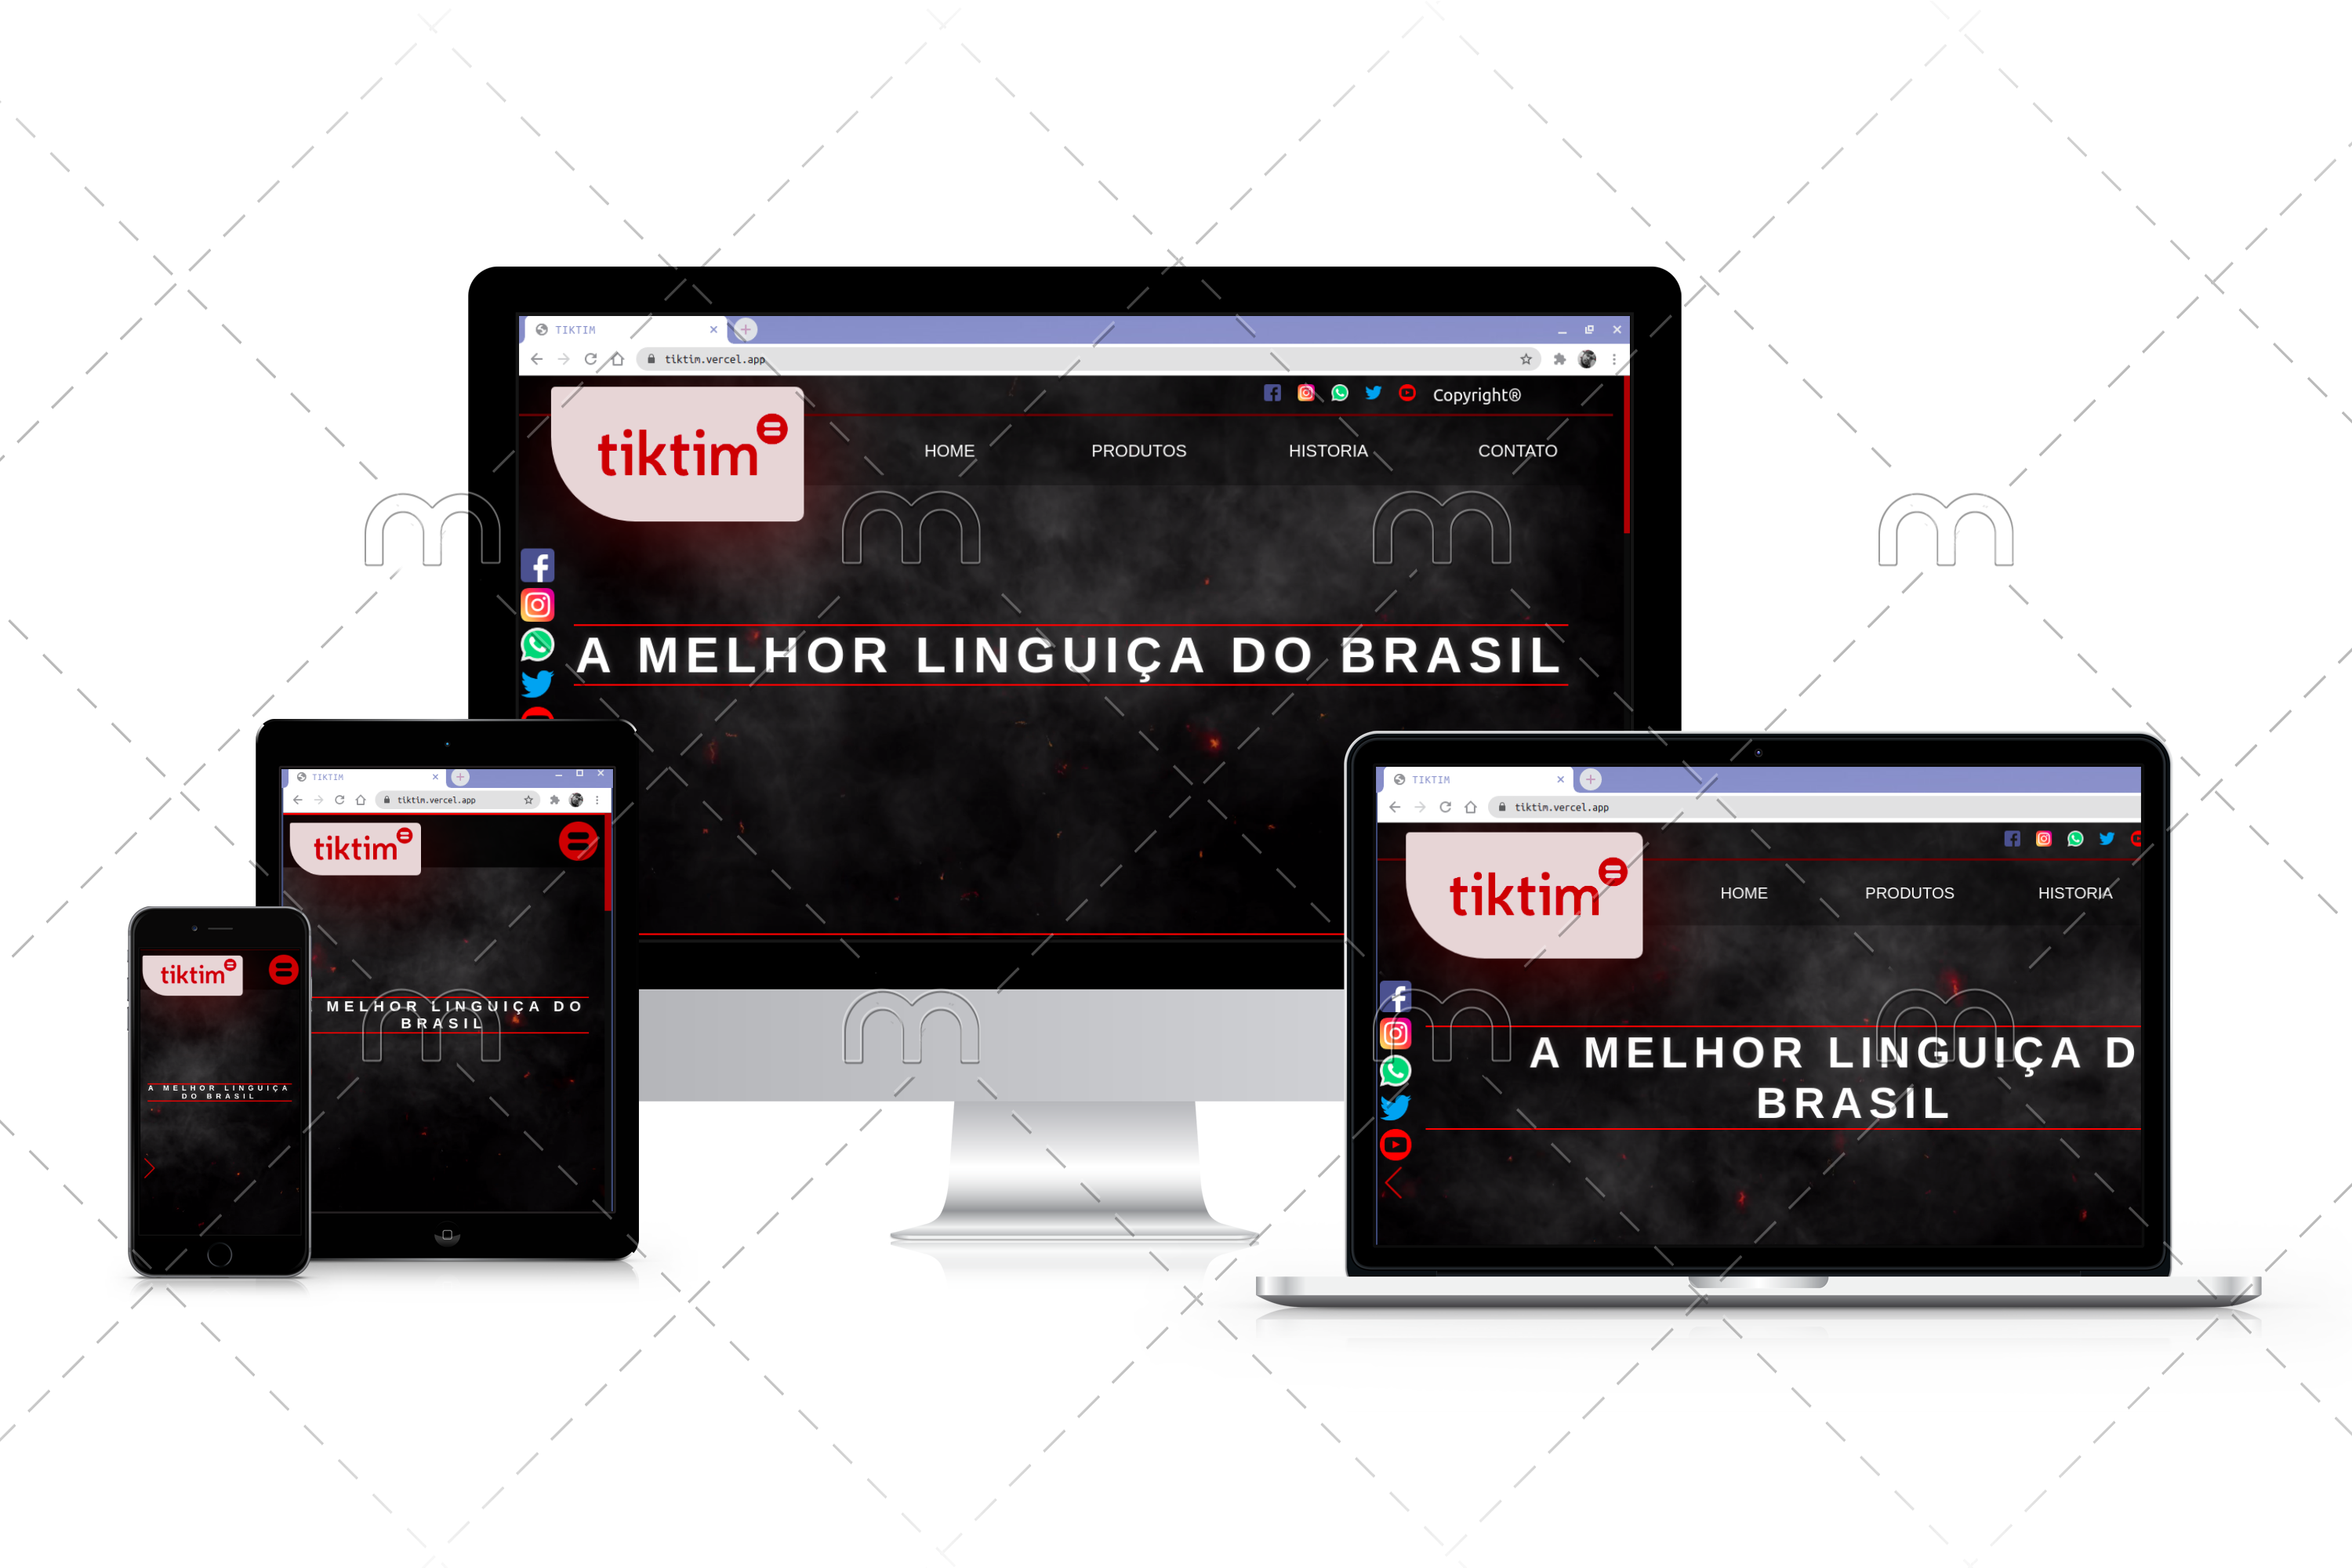 TIKTIM
tiktim.vercel.app
Copyright®
tiktim
HOME PRODUTOS HISTORIA CONTATO
A MELHOR LINGUIÇA DO BRASIL
TIKTIM
tiktim.vercel.app
tiktim
MELHOR LINGUIÇA DO
BRASIL
tiktim
A MELHOR LINGUIÇA
DO BRASIL
TIKTIM
tiktim.vercel.app
tiktim
HOME PRODUTOS HISTORIA
A MELHOR LINGUIÇA D
BRASIL